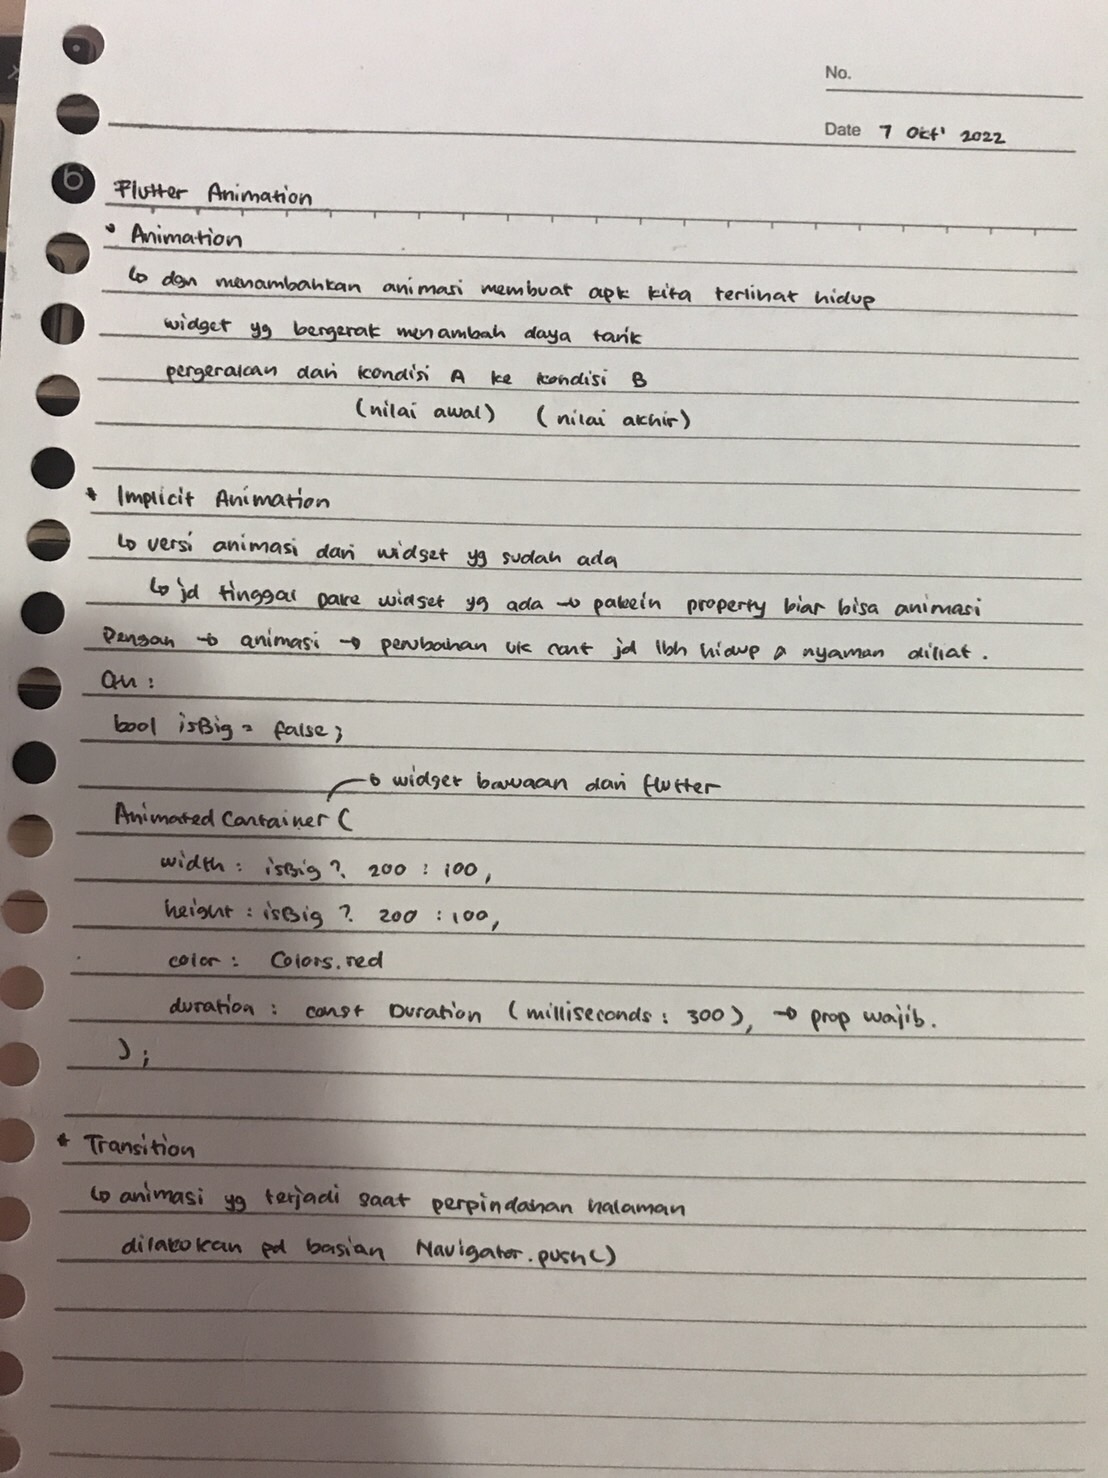 No.
Date 7 Okt' 2022
Flutter Animation
• Animation
↳ dgn menambahkan animasi membuat apk kita terlihat hidup
widget yg bergerak menambah daya tarik
pergerakan dari kondisi A ke kondisi B
(nilai awal) (nilai akhir)
* Implicit Animation
↳ versi animasi dari widget yg sudah ada
↳ jd tinggal pake widget yg ada → pakein property biar bisa animasi
Dengan → animasi → perubahan uk cont jd lbh hidup & nyaman diliat.
bool isBig = false;
→ widget bawaan dari flutter
Animated Container (
width : isBig ? 200 : 100,
height : isBig ? 200 : 100,
color : Colors.red
duration : const Duration (milliseconds : 300), → prop wajib.
);
* Transition
↳ animasi yg terjadi saat perpindahan halaman
dilakukan pd bagian Navigator.push()